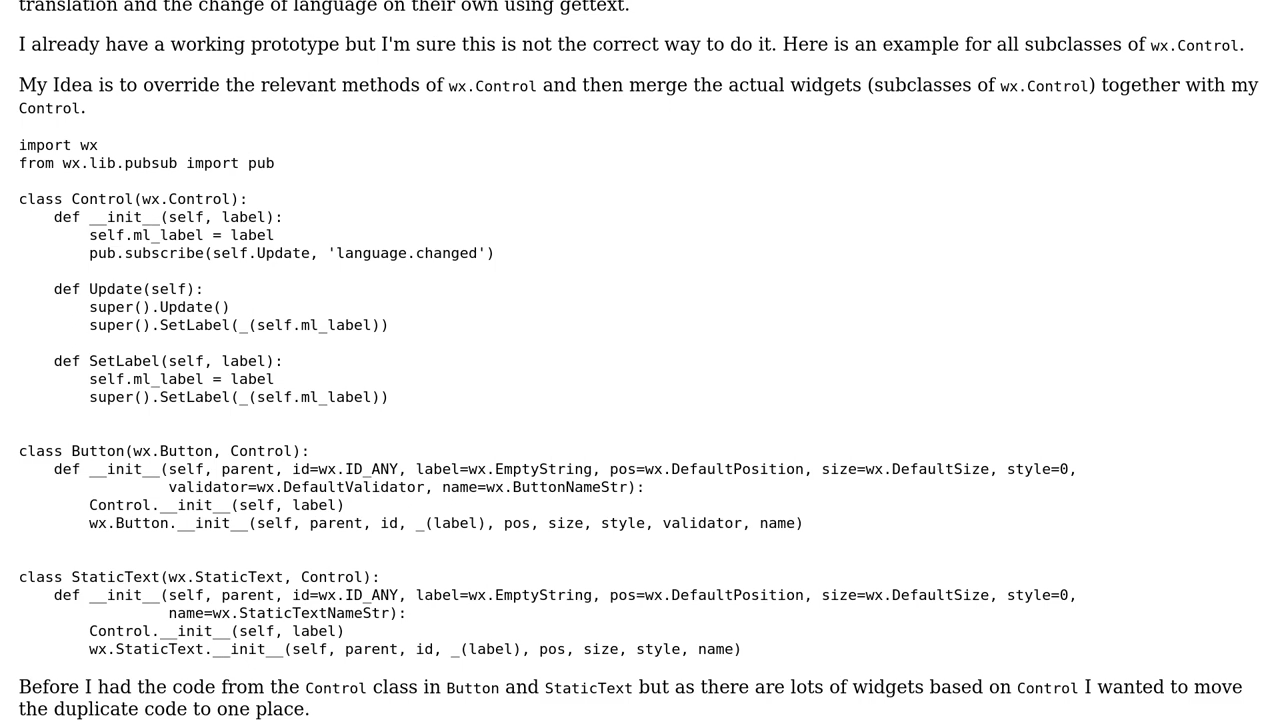 translation and the change of language on their own using gettext.
I already have a working prototype but I'm sure this is not the correct way to do it. Here is an example for all subclasses of wx.Control.
My Idea is to override the relevant methods of wx.Control and then merge the actual widgets (subclasses of wx.Control) together with my
Control.
import wx
from wx.lib.pubsub import pub
class Control(wx.Control):
    def __init__(self, label):
        self.ml_label = label
        pub.subscribe(self.Update, 'language.changed')
    def Update(self):
        super().Update()
        super().SetLabel(_(self.ml_label))
    def SetLabel(self, label):
        self.ml_label = label
        super().SetLabel(_(self.ml_label))
class Button(wx.Button, Control):
    def __init__(self, parent, id=wx.ID_ANY, label=wx.EmptyString, pos=wx.DefaultPosition, size=wx.DefaultSize, style=0,
                 validator=wx.DefaultValidator, name=wx.ButtonNameStr):
        Control.__init__(self, label)
        wx.Button.__init__(self, parent, id, _(label), pos, size, style, validator, name)
class StaticText(wx.StaticText, Control):
    def __init__(self, parent, id=wx.ID_ANY, label=wx.EmptyString, pos=wx.DefaultPosition, size=wx.DefaultSize, style=0,
                 name=wx.StaticTextNameStr):
        Control.__init__(self, label)
        wx.StaticText.__init__(self, parent, id, _(label), pos, size, style, name)
Before I had the code from the Control class in Button and StaticText but as there are lots of widgets based on Control I wanted to move
the duplicate code to one place.